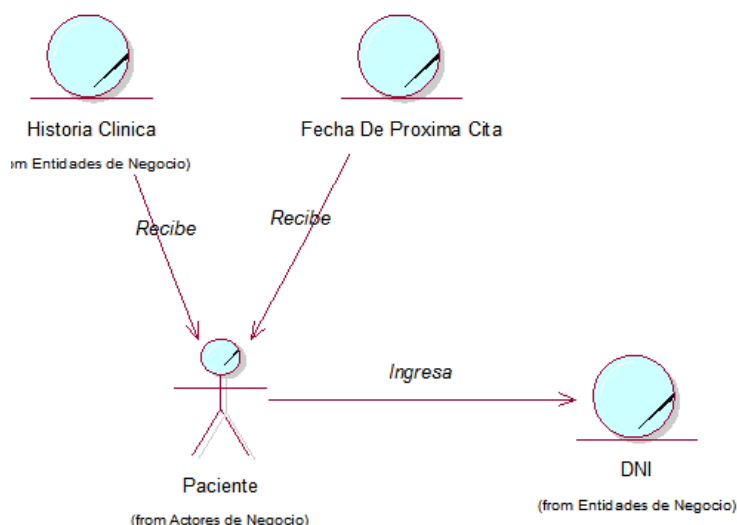 Historia Clinica
Fecha De Proxima Cita
om Entidades de Negocio)
Recibe
Recibe
Ingresa
Paciente
DNI
(from Entidades de Negocio)
(from Actores de Negocio)